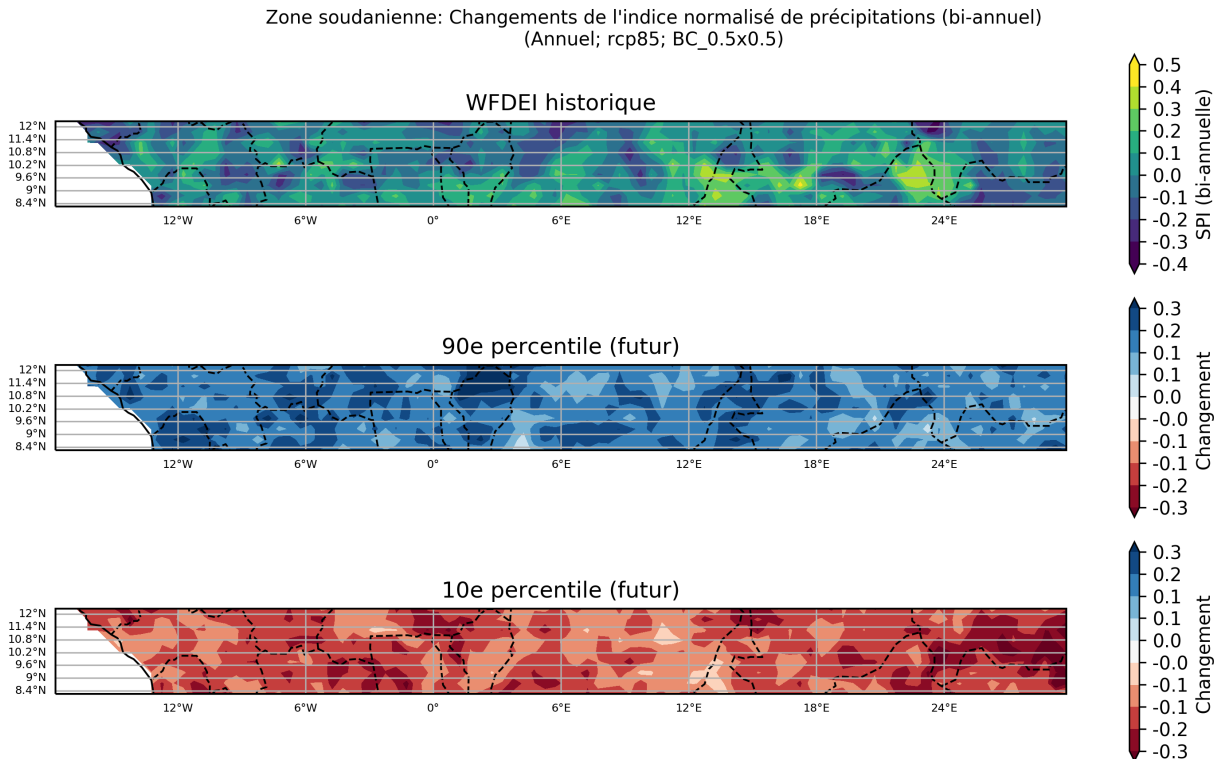 Zone soudanienne: Changements de l'indice normalisé de précipitations (bi-annuel)
(Annuel; rcp85; BC_0.5x0.5)
WFDEI historique
12°N
11.4°N
10.8°N
10.2°N
9.6°N
9°N
8.4°N
12°W
6°W
0°
6°E
12°E
18°E
24°E
0.5
0.4
0.3
0.2
0.1
0.0
-0.1
-0.2
-0.3
-0.4
SPI (bi-annuelle)
90e percentile (futur)
12°N
11.4°N
10.8°N
10.2°N
9.6°N
9°N
8.4°N
12°W
6°W
0°
6°E
12°E
18°E
24°E
0.3
0.2
0.1
0.1
0.0
-0.0
-0.1
-0.1
-0.2
-0.3
Changement
10e percentile (futur)
12°N
11.4°N
10.8°N
10.2°N
9.6°N
9°N
8.4°N
12°W
6°W
0°
6°E
12°E
18°E
24°E
0.3
0.2
0.1
0.1
0.0
-0.0
-0.1
-0.1
-0.2
-0.3
Changement